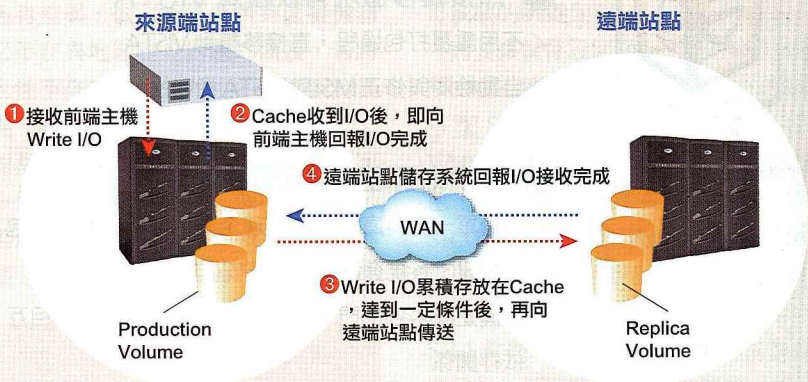 來源端站點
遠端站點
❶接收前端主機
Write I/O
❷Cache收到I/O後，即向
前端主機回報I/O完成
❹遠端站點儲存系統回報I/O接收完成
WAN
❸Write I/O累積存放在Cache
，達到一定條件後，再向
遠端站點傳送
Production
Volume
Replica
Volume